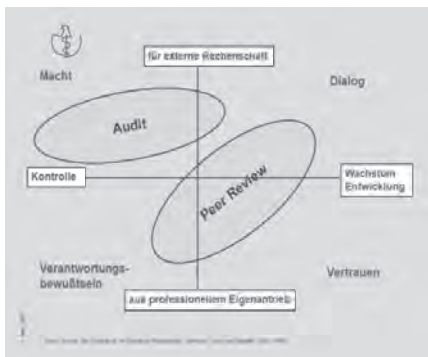 für externe Rechenschaft
Macht
Dialog
Audit
Kontrolle
Wachstum
Entwicklung
Peer Review
Verantwortungs-
bewußtsein
Vertrauen
aus professionellem Eigenantrieb